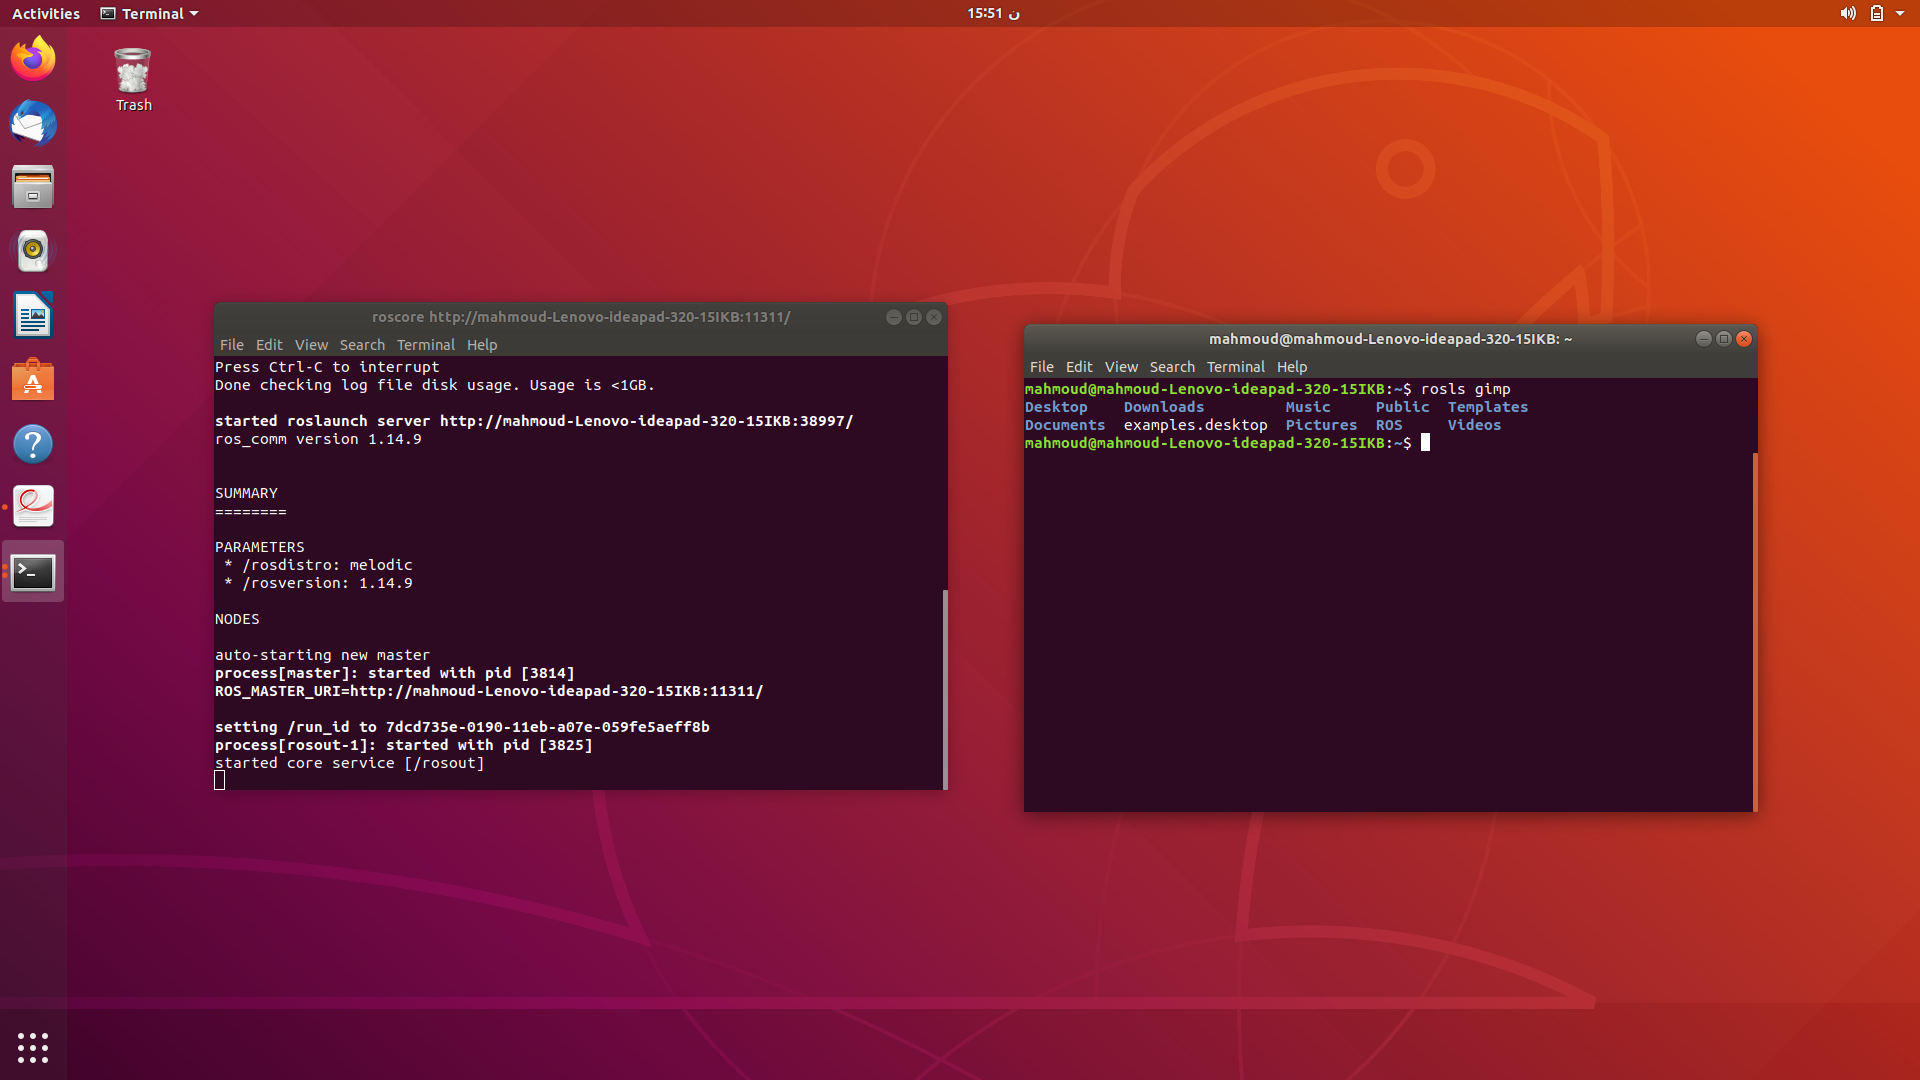 Activities
Terminal
15:51 ن
Trash
roscore http://mahmoud-Lenovo-ideapad-320-15IKB:11311/
File Edit View Search Terminal Help
Press Ctrl-C to interrupt
Done checking log file disk usage. Usage is <1GB.
started roslaunch server http://mahmoud-Lenovo-ideapad-320-15IKB:38997/
ros_comm version 1.14.9
SUMMARY
========
PARAMETERS
* /rosdistro: melodic
* /rosversion: 1.14.9
NODES
auto-starting new master
process[master]: started with pid [3814]
ROS_MASTER_URI=http://mahmoud-Lenovo-ideapad-320-15IKB:11311/
setting /run_id to 7dcd735e-0190-11eb-a07e-059fe5aeff8b
process[rosout-1]: started with pid [3825]
started core service [/rosout]
mahmoud@mahmoud-Lenovo-ideapad-320-15IKB: ~
File Edit View Search Terminal Help
mahmoud@mahmoud-Lenovo-ideapad-320-15IKB:~$ rosls gimp
Desktop Downloads Music Public Templates
Documents examples.desktop Pictures ROS Videos
mahmoud@mahmoud-Lenovo-ideapad-320-15IKB:~$